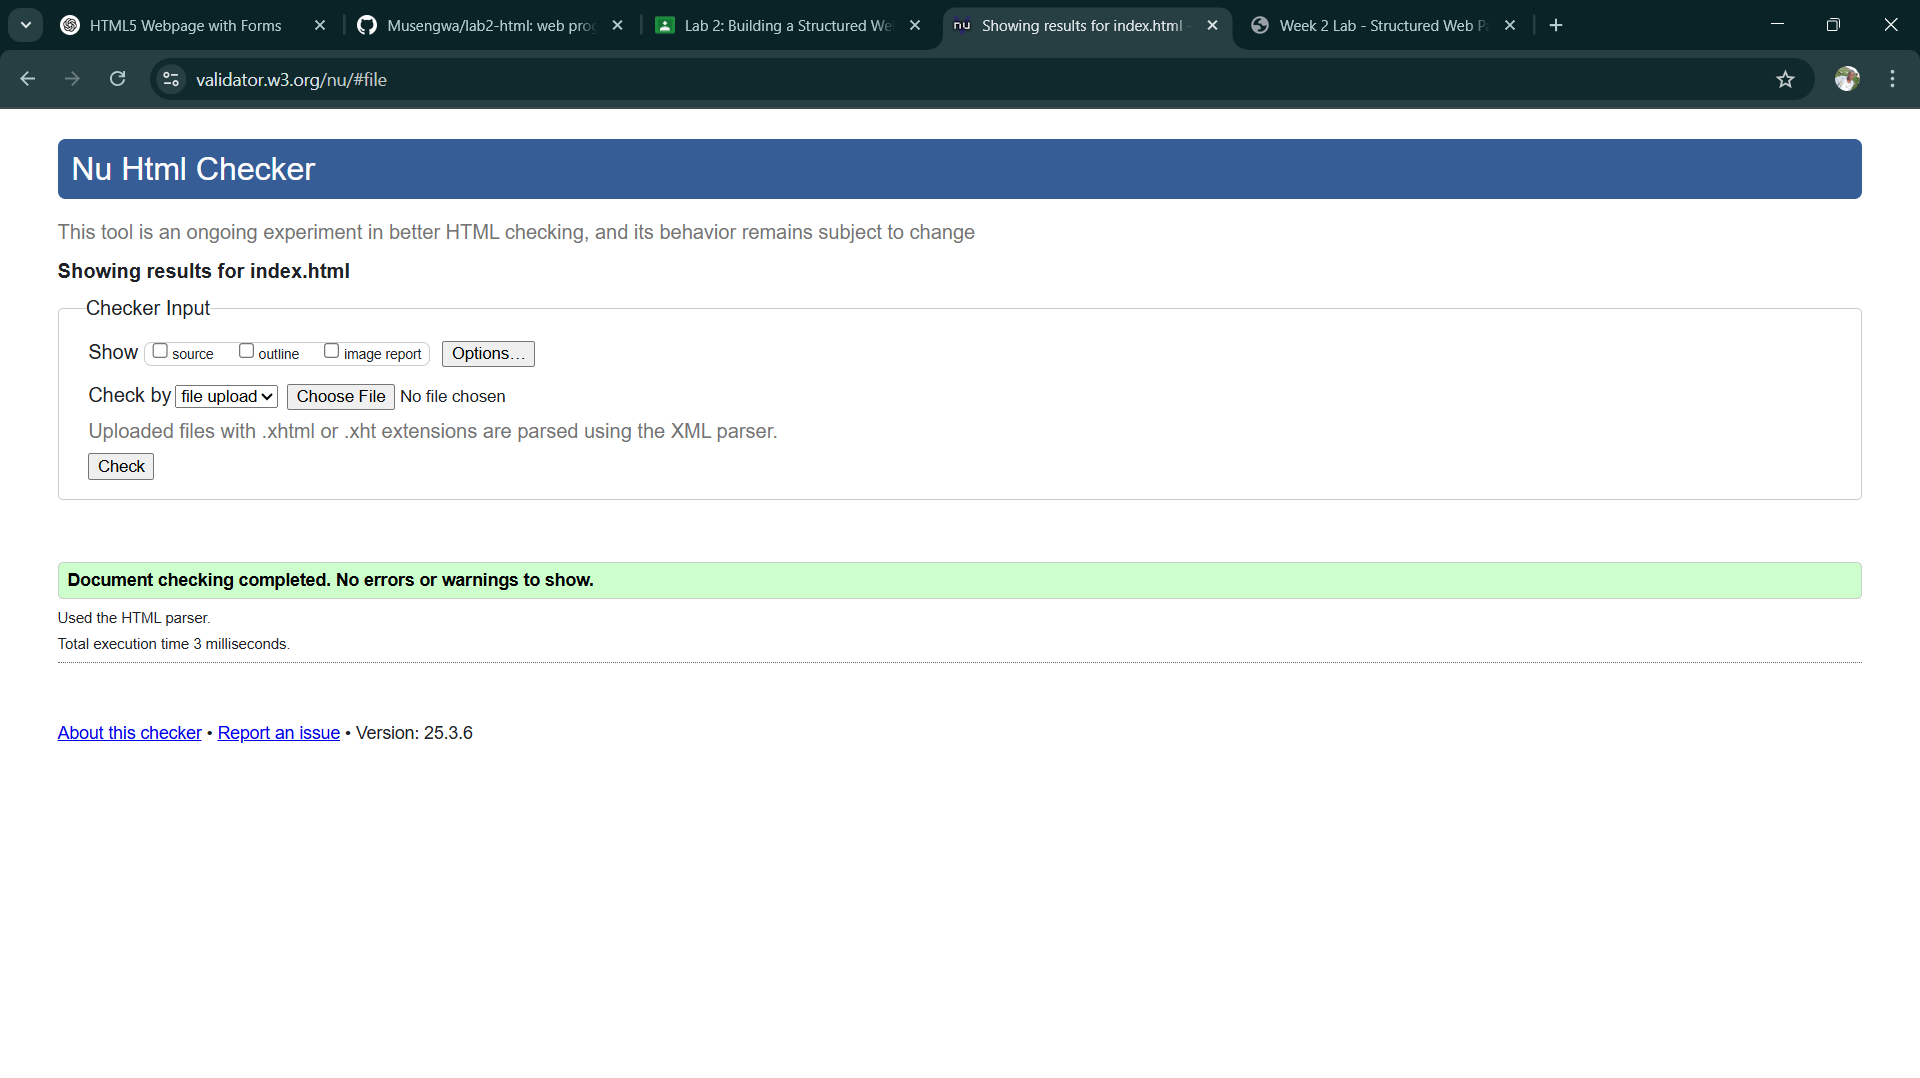 HTML5 Webpage with Forms
Musengwa/lab2-html: web prog
Lab 2: Building a Structured We
nu Showing results for index.html -
Week 2 Lab - Structured Web P
validator.w3.org/nu/#file
Nu Html Checker
This tool is an ongoing experiment in better HTML checking, and its behavior remains subject to change
Showing results for index.html
Checker Input
Show source outline image report Options…
Check by file upload Choose File No file chosen
Uploaded files with .xhtml or .xht extensions are parsed using the XML parser.
Check
Document checking completed. No errors or warnings to show.
Used the HTML parser.
Total execution time 3 milliseconds.
About this checker • Report an issue • Version: 25.3.6